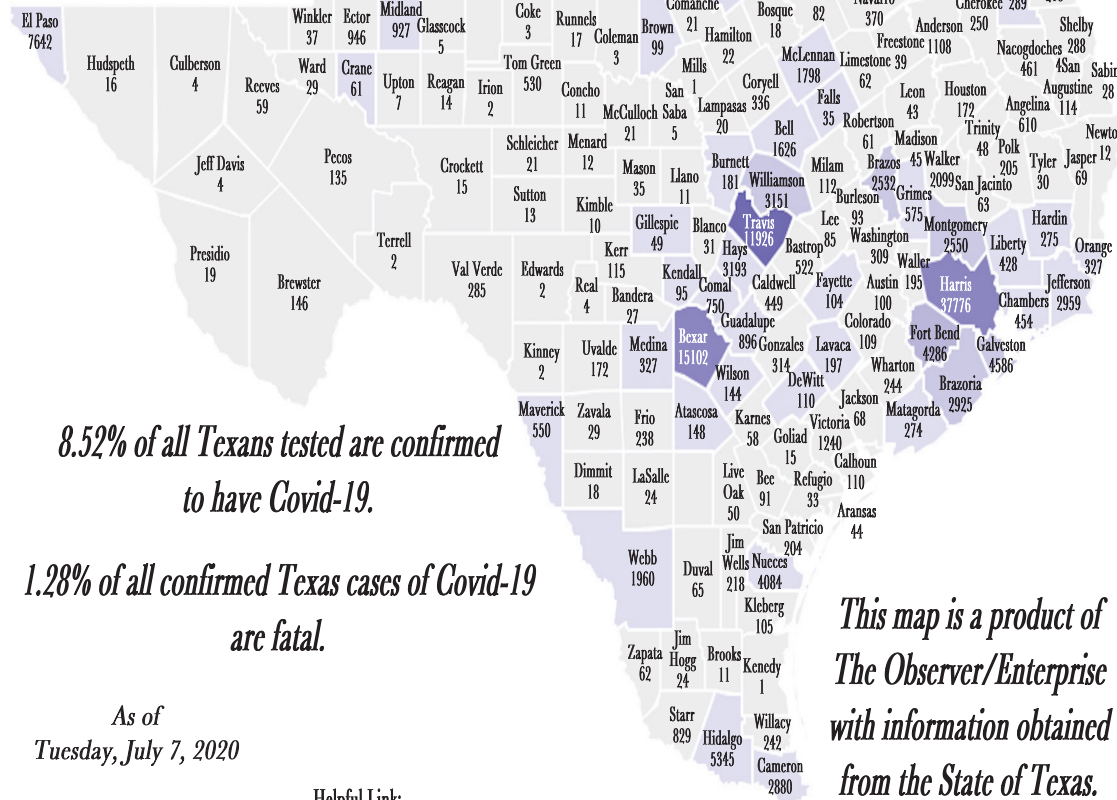 El Paso
7642
Hudspeth
16
Culberson
4
Reeves
59
Jeff Davis
4
Presidio
19
Brewster
146
Pecos
135
Terrell
2
Winkler
37
Ector
946
Midland
927
Glasscock
5
Ward
29
Crane
61
Upton
7
Reagan
14
Irion
2
Coke
3
Runnels
17
Coleman
3
Brown
99
Comanche
21
Hamilton
22
Bosque
18
82
Navarro
370
Anderson
1108
Cherokee
250
289
Shelby
288
Tom Green
530
Concho
11
McCulloch
21
San
Saba
5
Mills
1
Lampasas
20
Coryell
336
McLennan
1798
Limestone
62
Freestone 39
Falls
35
Leon
43
Houston
172
Nacogdoches
461
San
Augustine
114
28
Angelina
610
Trinity
48
Polk
205
Tyler
30
Jasper
69
12
Robertson
61
Madison
45
Walker
2099
San Jacinto
63
Brazos
2532
Grimes
575
Burleson
93
Milam
112
Bell
1626
Burnett
181
Williamson
3151
Travis
11926
Crockett
15
Schleicher
21
Menard
12
Mason
35
Llano
11
Sutton
13
Kimble
10
Gillespie
49
Blanco
31
Hays
3193
Bastrop
522
Lee
85
Washington
309
Waller
195
Montgomery
2550
Liberty
428
Hardin
275
Orange
327
Jefferson
2959
Chambers
454
Harris
37776
Austin
100
Fayette
104
Caldwell
449
Comal
750
Kendall
95
Kerr
115
Real
4
Bandera
27
Edwards
2
Val Verde
285
Kinney
2
Uvalde
172
Medina
327
Bexar
15102
Guadalupe
896
Gonzales
314
Lavaca
197
Colorado
109
Wharton
244
Fort Bend
4286
Galveston
4586
Brazoria
2925
Matagorda
274
Jackson
68
Victoria
1240
DeWitt
110
Wilson
144
Karnes
58
Goliad
15
Calhoun
110
Refugio
33
Bee
91
Live
Oak
50
Atascosa
148
Frio
238
Zavala
29
Maverick
550
Dimmit
18
LaSalle
24
Aransas
44
San Patricio
204
Jim
Wells
218
Nueces
4084
Kleberg
105
Duval
65
Webb
1960
Zapata
62
Jim
Hogg
24
Brooks
11
Kenedy
1
Starr
829
Hidalgo
5345
Willacy
242
Cameron
2880
8.52% of all Texans tested are confirmed
to have Covid-19.
1.28% of all confirmed Texas cases of Covid-19
are fatal.
As of
Tuesday, July 7, 2020
Helpful Link:
This map is a product of
The Observer/Enterprise
with information obtained
from the State of Texas.